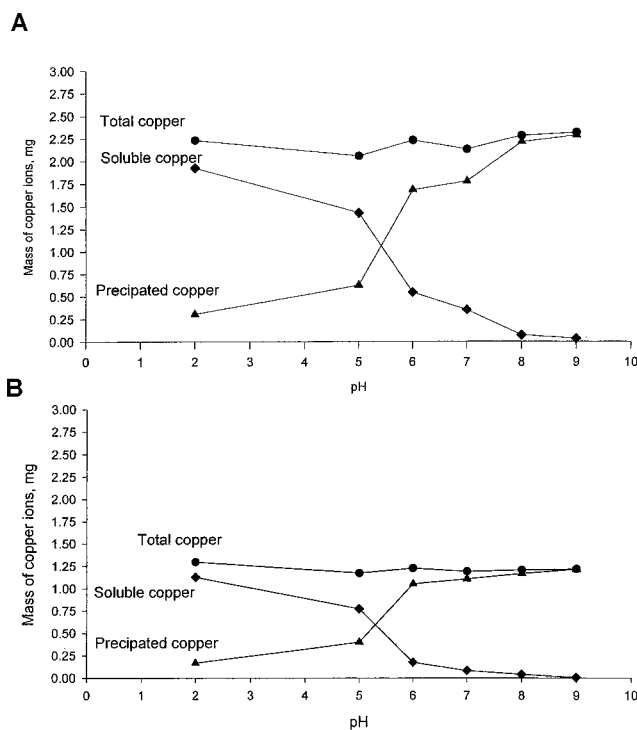 A
3.00
2.75
2.50
2.25
2.00
1.75
1.50
1.25
1.00
0.75
0.50
0.25
0.00
Mass of copper ions, mg
Total copper
Soluble copper
Precipated copper
0 1 2 3 4 5 6 7 8 9 10
pH
B
3.00
2.75
2.50
2.25
2.00
1.75
1.50
1.25
1.00
0.75
0.50
0.25
0.00
Mass of copper ions, mg
Total copper
Soluble copper
Precipated copper
0 1 2 3 4 5 6 7 8 9 10
pH